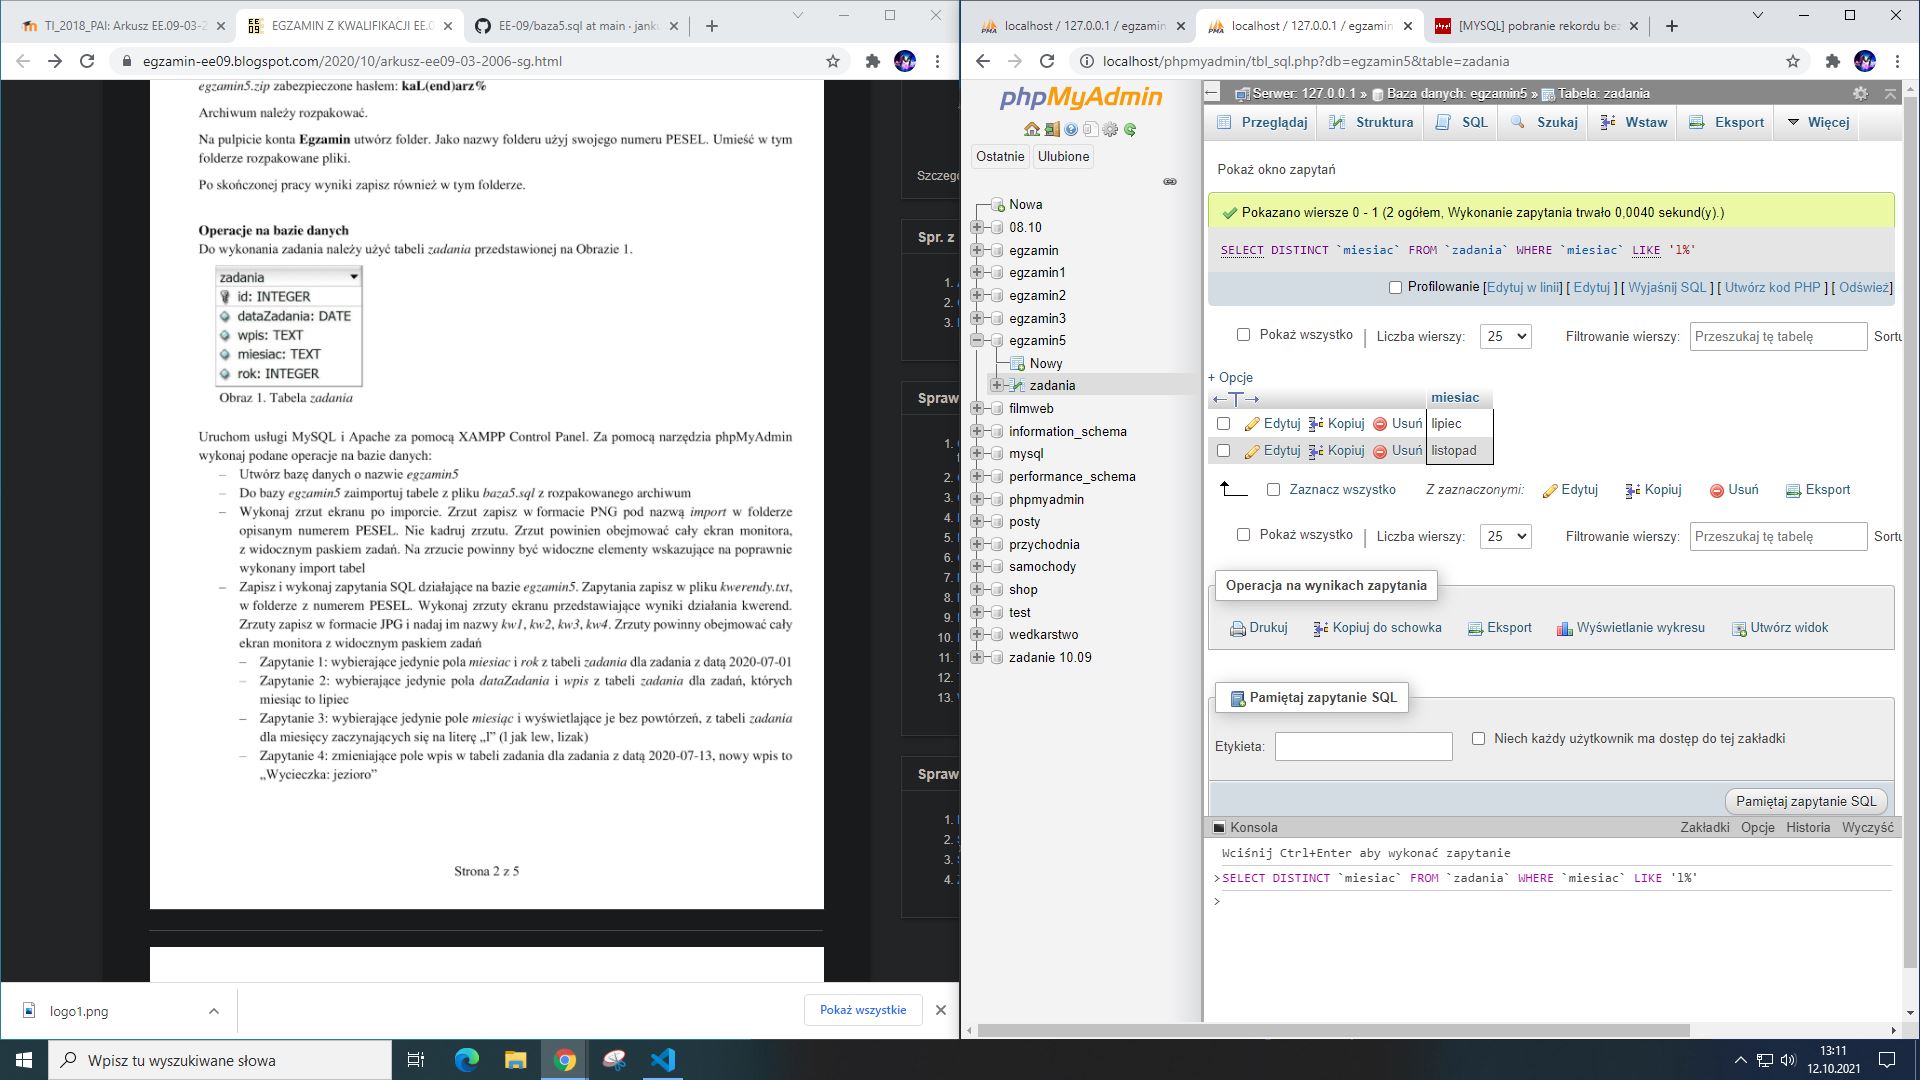 TI_2018_PAI: Arkusz EE.09-03-2
EGZAMIN Z KWALIFIKACJI EE.0
EE-09/baza5.sql at main · jank
egzamin-ee09.blogspot.com/2020/10/arkusz-ee09-03-2006-sg.html
egzamin5.zip zabezpieczone hasłem: kaL(end)arz%
Archiwum należy rozpakować.
Na pulpicie konta Egzamin utwórz folder. Jako nazwy folderu użyj swojego numeru PESEL. Umieść w tym
folderze rozpakowane pliki.
Po skończonej pracy wyniki zapisz również w tym folderze.
Operacje na bazie danych
Do wykonania zadania należy użyć tabeli zadania przedstawionej na Obrazie 1.
zadania
id: INTEGER
dataZadania: DATE
wpis: TEXT
miesiac: TEXT
rok: INTEGER
Obraz 1. Tabela zadania
Uruchom usługi MySQL i Apache za pomocą XAMPP Control Panel. Za pomocą narzędzia phpMyAdmin
wykonaj podane operacje na bazie danych:
– Utwórz bazę danych o nazwie egzamin5
– Do bazy egzamin5 zaimportuj tabele z pliku baza5.sql z rozpakowanego archiwum
– Wykonaj zrzut ekranu po imporcie. Zrzut zapisz w formacie PNG pod nazwą import w folderze
opisanym numerem PESEL. Nie kadruj zrzutu. Zrzut powinien obejmować cały ekran monitora,
z widocznym paskiem zadań. Na zrzucie powinny być widoczne elementy wskazujące na poprawnie
wykonany import tabel
– Zapisz i wykonaj zapytania SQL działające na bazie egzamin5. Zapytania zapisz w pliku kwerendy.txt,
w folderze z numerem PESEL. Wykonaj zrzuty ekranu przedstawiające wyniki działania kwerend.
Zrzuty zapisz w formacie JPG i nadaj im nazwy kw1, kw2, kw3, kw4. Zrzuty powinny obejmować cały
ekran monitora z widocznym paskiem zadań
– Zapytanie 1: wybierające jedynie pola miesiac i rok z tabeli zadania dla zadania z datą 2020-07-01
– Zapytanie 2: wybierające jedynie pola dataZadania i wpis z tabeli zadania dla zadań, których
miesiąc to lipiec
– Zapytanie 3: wybierające jedynie pole miesiąc i wyświetlające je bez powtórzeń, z tabeli zadania
dla miesięcy zaczynających się na literę „l” (l jak lew, lizak)
– Zapytanie 4: zmieniające pole wpis w tabeli zadania dla zadania z datą 2020-07-13, nowy wpis to
„Wycieczka: jezioro”
Strona 2 z 5
Szczegó
Spr. z
1.
2.
3.
Spraw
1.
2.
3.
4.
5.
6.
7.
8.
9.
10.
11.
12.
13.
Spraw
1.
2.
3.
4.
logo1.png
Pokaż wszystkie
localhost / 127.0.0.1 / egzamin
localhost / 127.0.0.1 / egzamin
[MYSQL] pobranie rekordu bez
localhost/phpmyadmin/tbl_sql.php?db=egzamin5&table=zadania
phpMyAdmin
Ostatnie
Ulubione
Nowa
08.10
egzamin
egzamin1
egzamin2
egzamin3
egzamin5
Nowy
zadania
filmweb
information_schema
mysql
performance_schema
phpmyadmin
posty
przychodnia
samochody
shop
test
wedkarstwo
zadanie 10.09
Serwer: 127.0.0.1 » Baza danych: egzamin5 » Tabela: zadania
Przeglądaj Struktura SQL Szukaj Wstaw Eksport Więcej
Pokaż okno zapytań
Pokazano wiersze 0 - 1 (2 ogółem, Wykonanie zapytania trwało 0,0040 sekund(y).)
SELECT DISTINCT `miesiac` FROM `zadania` WHERE `miesiac` LIKE 'l%'
Profilowanie [Edytuj w linii] [ Edytuj ] [ Wyjaśnij SQL ] [ Utwórz kod PHP ] [ Odśwież]
Pokaż wszystko | Liczba wierszy: 25 Filtrowanie wierszy: Przeszukaj tę tabelę Sortu
+ Opcje
←T→ miesiac
Edytuj Kopiuj Usuń lipiec
Edytuj Kopiuj Usuń listopad
Zaznacz wszystko Z zaznaczonymi: Edytuj Kopiuj Usuń Eksport
Pokaż wszystko | Liczba wierszy: 25 Filtrowanie wierszy: Przeszukaj tę tabelę Sortu
Operacja na wynikach zapytania
Drukuj Kopiuj do schowka Eksport Wyświetlanie wykresu Utwórz widok
Pamiętaj zapytanie SQL
Etykieta: Niech każdy użytkownik ma dostęp do tej zakładki
Pamiętaj zapytanie SQL
Konsola Zakładki Opcje Historia Wyczyść
Wciśnij Ctrl+Enter aby wykonać zapytanie
>SELECT DISTINCT `miesiac` FROM `zadania` WHERE `miesiac` LIKE 'l%'
>
Wpisz tu wyszukiwane słowa
13:11
12.10.2021